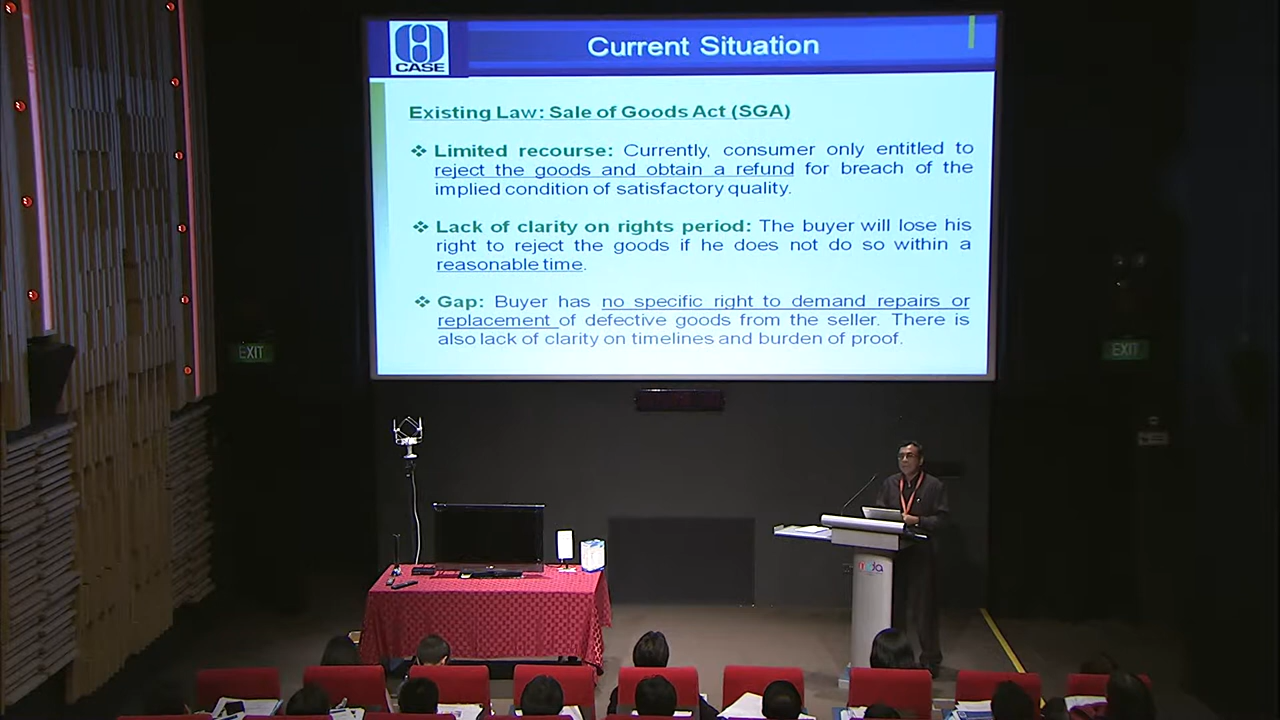 CASE
Current Situation
Existing Law: Sale of Goods Act (SGA)
❖ Limited recourse: Currently, consumer only entitled to
reject the goods and obtain a refund for breach of the
implied condition of satisfactory quality.
❖ Lack of clarity on rights period: The buyer will lose his
right to reject the goods if he does not do so within a
reasonable time.
❖ Gap: Buyer has no specific right to demand repairs or
replacement of defective goods from the seller. There is
also lack of clarity on timelines and burden of proof.
EXIT
EXIT
mda